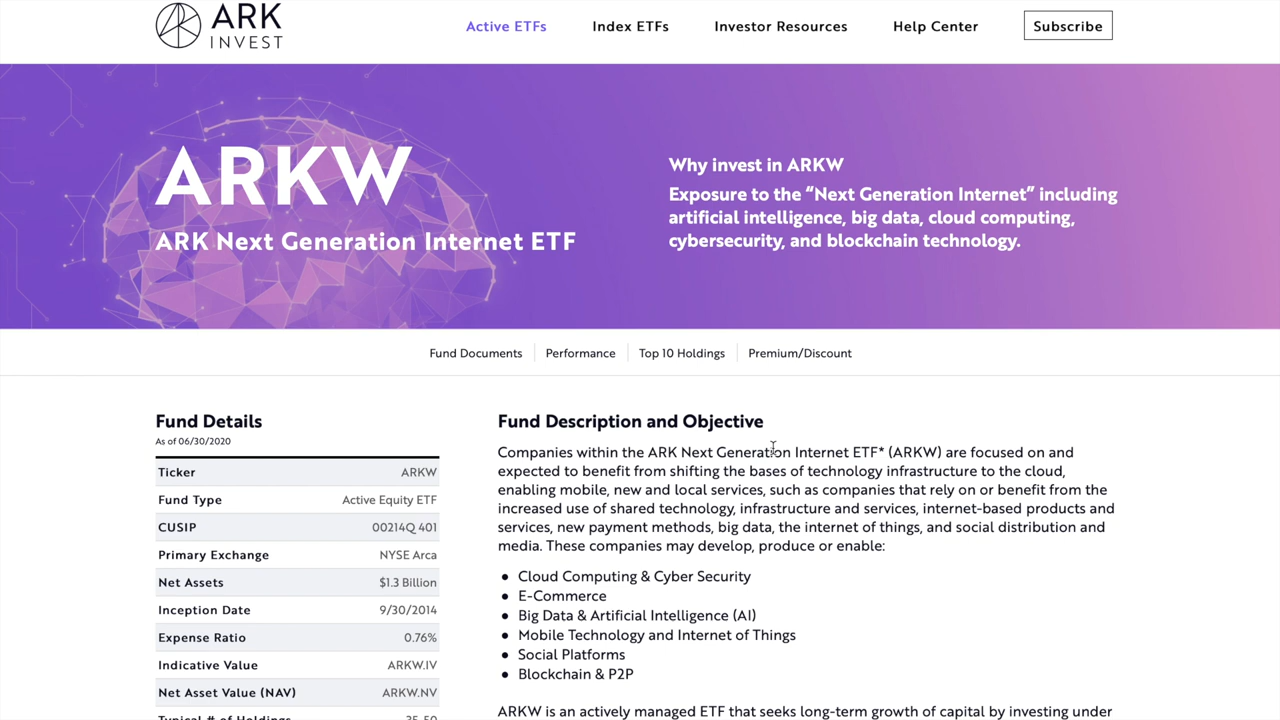 ARK
INVEST
Active ETFs
Index ETFs
Investor Resources
Help Center
Subscribe
ARKW
ARK Next Generation Internet ETF
Why invest in ARKW
Exposure to the “Next Generation Internet” including
artificial intelligence, big data, cloud computing,
cybersecurity, and blockchain technology.
Fund Documents
Performance
Top 10 Holdings
Premium/Discount
Fund Details
As of 06/30/2020
Ticker ARKW
Fund Type Active Equity ETF
CUSIP 00214Q 401
Primary Exchange NYSE Arca
Net Assets $1.3 Billion
Inception Date 9/30/2014
Expense Ratio 0.76%
Indicative Value ARKW.IV
Net Asset Value (NAV) ARKW.NV
Typical # of Holdings 35-50
Fund Description and Objective
Companies within the ARK Next Generation Internet ETF* (ARKW) are focused on and
expected to benefit from shifting the bases of technology infrastructure to the cloud,
enabling mobile, new and local services, such as companies that rely on or benefit from the
increased use of shared technology, infrastructure and services, internet-based products and
services, new payment methods, big data, the internet of things, and social distribution and
media. These companies may develop, produce or enable:
• Cloud Computing & Cyber Security
• E-Commerce
• Big Data & Artificial Intelligence (AI)
• Mobile Technology and Internet of Things
• Social Platforms
• Blockchain & P2P
ARKW is an actively managed ETF that seeks long-term growth of capital by investing under